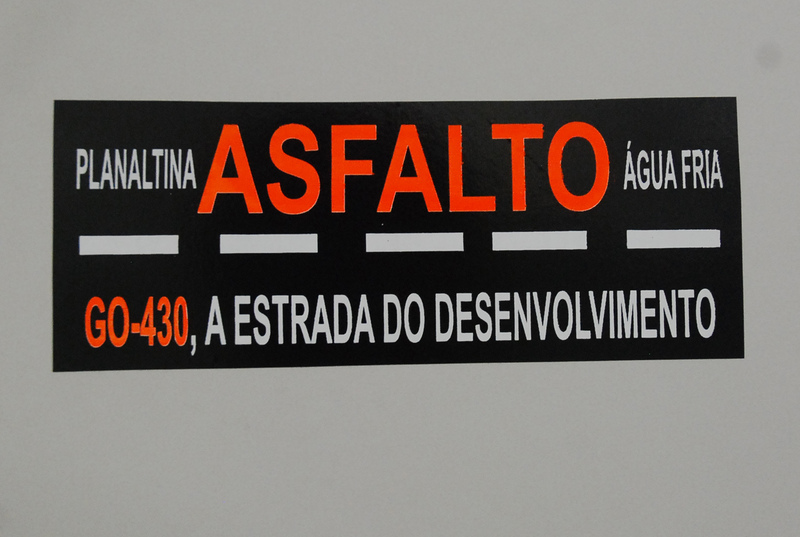 PLANALTINA ASFALTO ÁGUA FRIA
GO-430, A ESTRADA DO DESENVOLVIMENTO